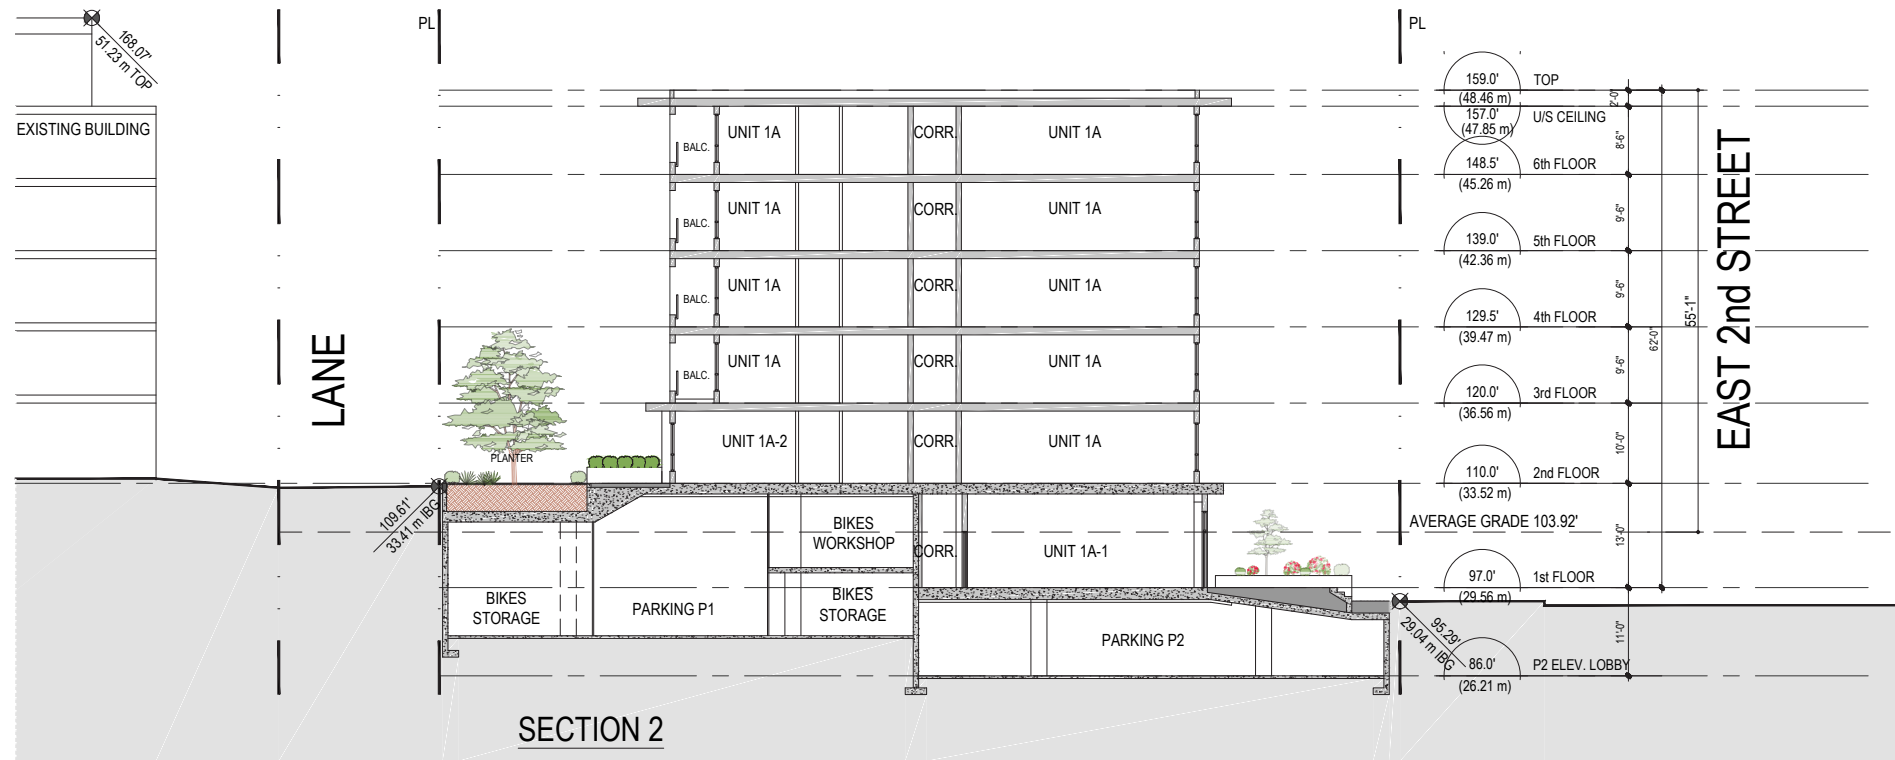 168.07'
51.23 m TOP
PL
PL
159.0' TOP
(48.46 m)
2'-0"
157.0' U/S CEILING
(47.85 m)
EXISTING BUILDING
UNIT 1A CORR. UNIT 1A
BALC.
8'-6"
148.5' 6th FLOOR
(45.26 m)
UNIT 1A CORR. UNIT 1A
BALC.
9'-6"
139.0' 5th FLOOR
(42.36 m)
UNIT 1A CORR. UNIT 1A
BALC.
9'-6"
129.5' 4th FLOOR
(39.47 m)
55'-1"
62'-0"
EAST 2nd STREET
LANE
UNIT 1A CORR. UNIT 1A
BALC.
9'-6"
120.0' 3rd FLOOR
(36.56 m)
UNIT 1A-2 CORR. UNIT 1A
10'-0"
PLANTER
110.0' 2nd FLOOR
(33.52 m)
109.61'
33.41 m IBG
BIKES
WORKSHOP
AVERAGE GRADE 103.92'
13'-0"
CORR. UNIT 1A-1
97.0' 1st FLOOR
(29.56 m)
BIKES
STORAGE
PARKING P1
BIKES
STORAGE
95.29'
29.04 m IBG
11'-0"
PARKING P2
86.0' P2 ELEV. LOBBY
(26.21 m)
SECTION 2